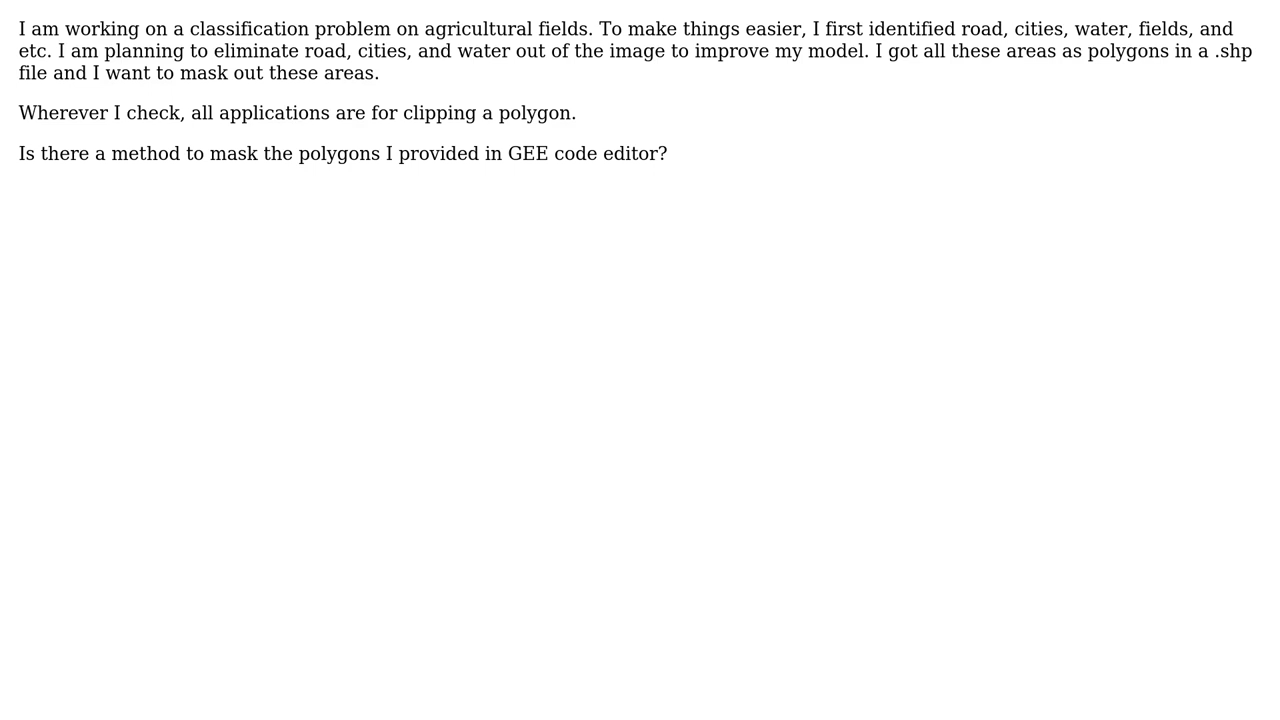 I am working on a classification problem on agricultural fields. To make things easier, I first identified road, cities, water, fields, and
etc. I am planning to eliminate road, cities, and water out of the image to improve my model. I got all these areas as polygons in a .shp
file and I want to mask out these areas.
Wherever I check, all applications are for clipping a polygon.
Is there a method to mask the polygons I provided in GEE code editor?